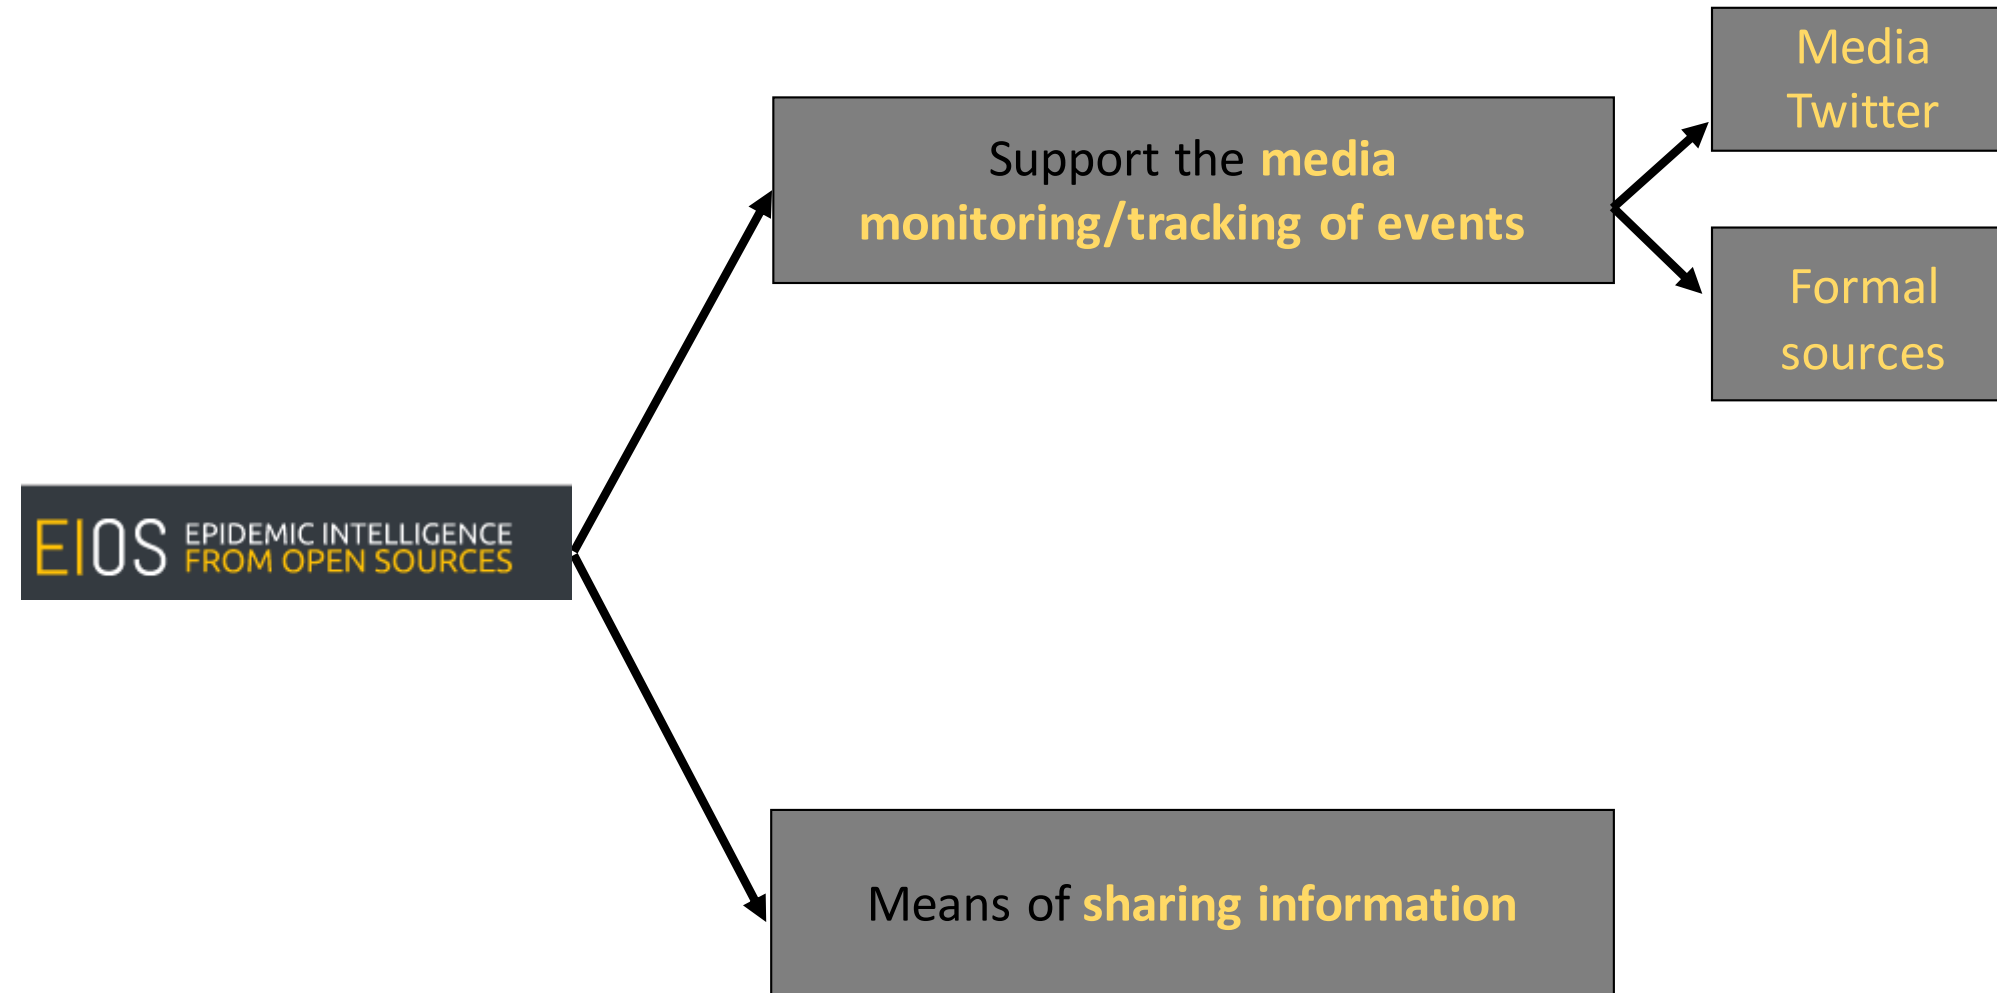 Media
Twitter
Support the media
monitoring/tracking of events
Formal
sources
EIOS EPIDEMIC INTELLIGENCE
FROM OPEN SOURCES
Means of sharing information